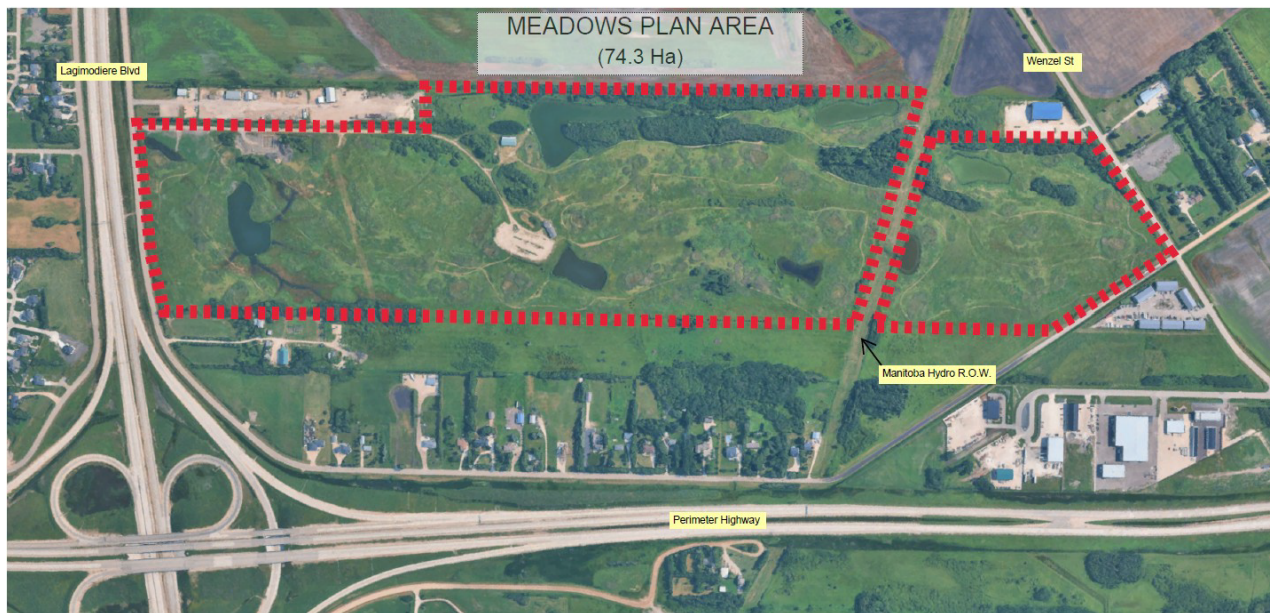 MEADOWS PLAN AREA
(74.3 Ha)
Lagimodiere Blvd
Wenzel St
Manitoba Hydro R.O.W.
Perimeter Highway